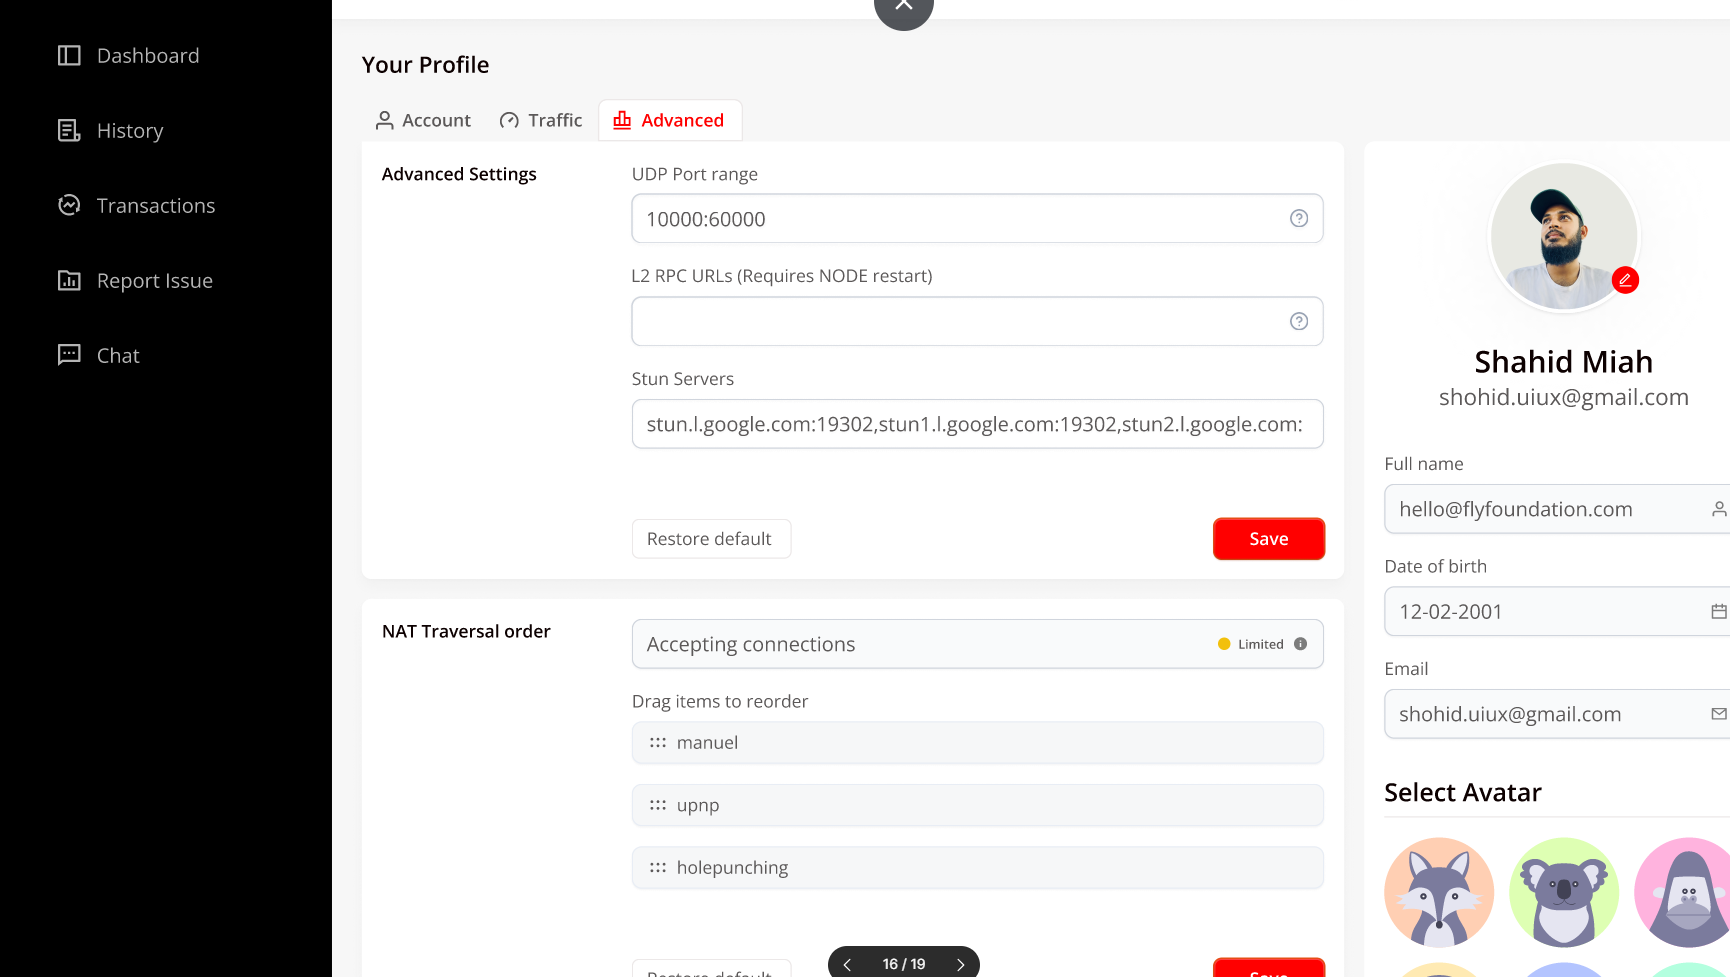 Dashboard
History
Transactions
Report Issue
Chat
Your Profile
Account
Traffic
Advanced
Advanced Settings
UDP Port range
10000:60000
L2 RPC URLs (Requires NODE restart)
Stun Servers
stun.l.google.com:19302,stun1.l.google.com:19302,stun2.l.google.com:
Restore default
Save
NAT Traversal order
Accepting connections
Limited
Drag items to reorder
manuel
upnp
holepunching
Restore default
Save
16 / 19
Shahid Miah
shohid.uiux@gmail.com
Full name
hello@flyfoundation.com
Date of birth
12-02-2001
Email
shohid.uiux@gmail.com
Select Avatar